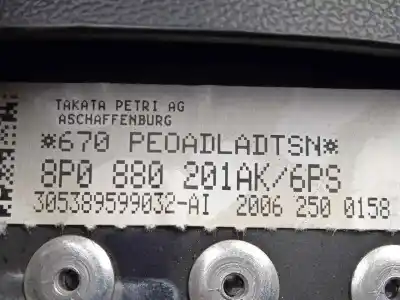 TAKATA PETRI AG
ASCHAFFENBURG
*670 PEOADLADTSN*
8P0 880 201AK/6PS
305389599032-AI 2006 250 0158